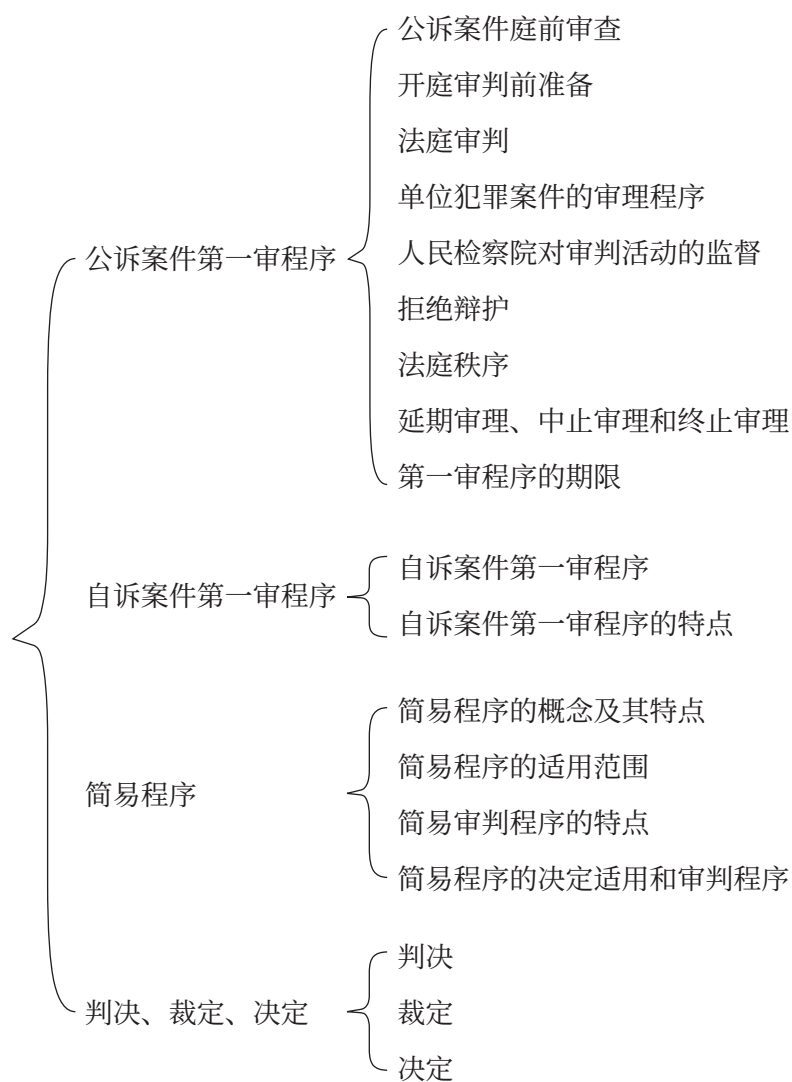 公诉案件第一审程序
公诉案件庭前审查
开庭审判前准备
法庭审判
单位犯罪案件的审理程序
人民检察院对审判活动的监督
拒绝辩护
法庭秩序
延期审理、中止审理和终止审理
第一审程序的期限
自诉案件第一审程序
自诉案件第一审程序
自诉案件第一审程序的特点
简易程序
简易程序的概念及其特点
简易程序的适用范围
简易审判程序的特点
简易程序的决定适用和审判程序
判决、裁定、决定
判决
裁定
决定